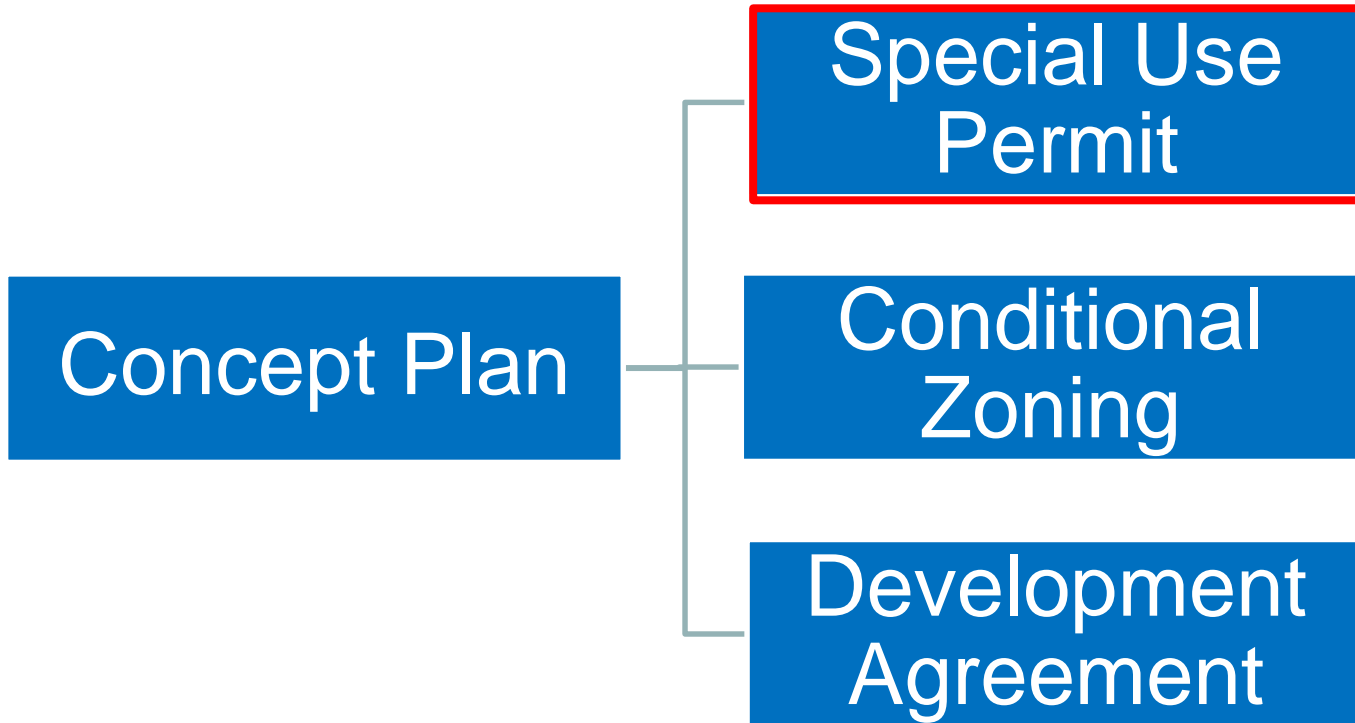 Special Use
Permit
Concept Plan
Conditional
Zoning
Development
Agreement